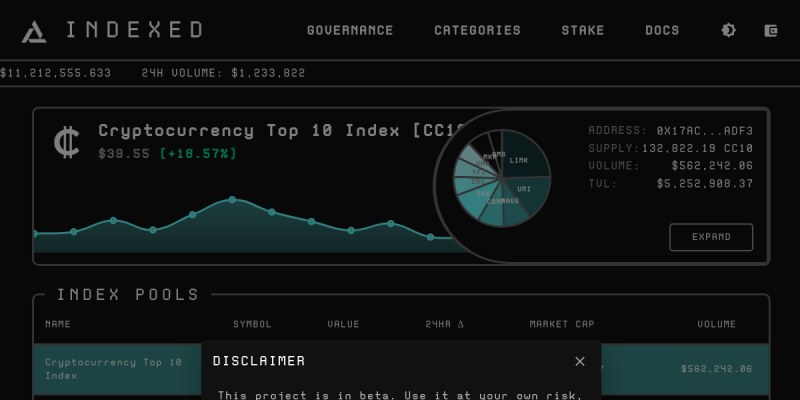 INDEXED GOVERNANCE CATEGORIES STAKE DOCS
$11,212,555.633 24H VOLUME: $1,233,822
Cryptocurrency Top 10 Index [CC10
$39.55 (+18.57%)
LINK
UNI
AAVE
COMP
MKR
ADDRESS: 0X17AC...ADF3
SUPPLY: 132,822.19 CC10
VOLUME: $562,242.06
TVL: $5,252,908.37
EXPAND
INDEX POOLS
NAME SYMBOL VALUE 24HR Δ MARKET CAP VOLUME
Cryptocurrency Top 10
Index
$562,242.06
DISCLAIMER
This project is in beta. Use it at your own risk.